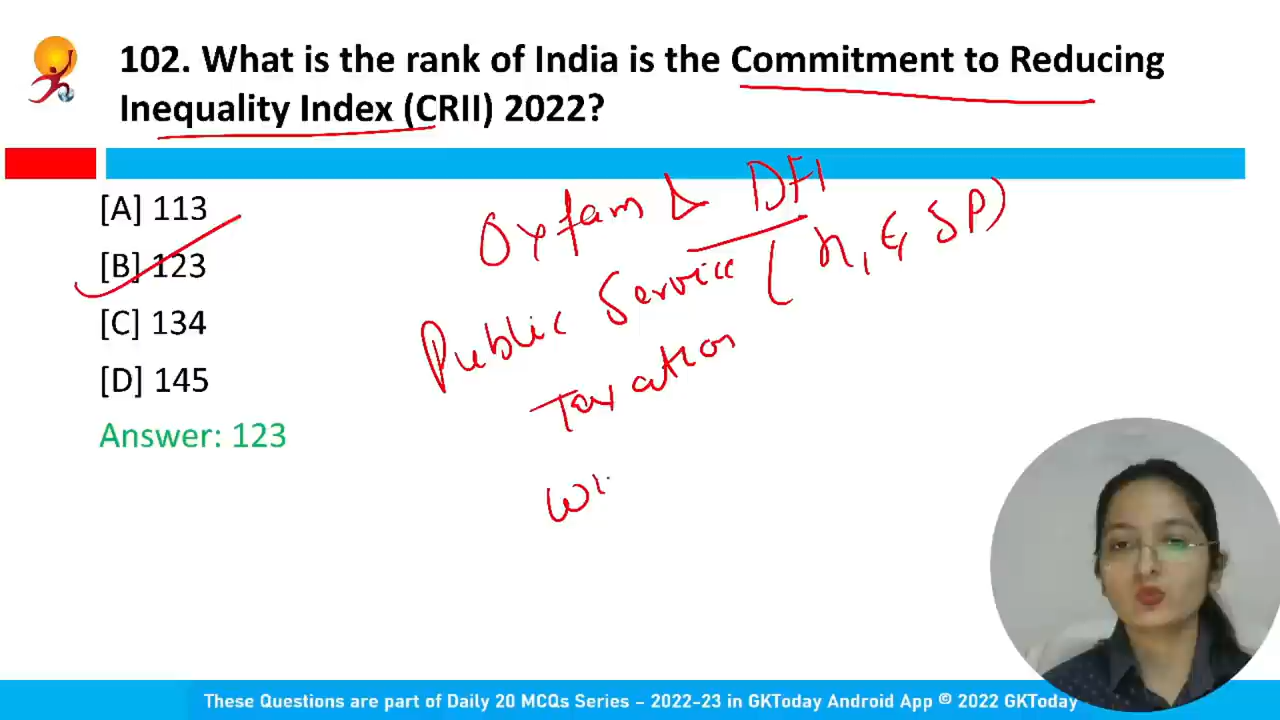 102. What is the rank of India is the Commitment to Reducing
Inequality Index (CRII) 2022?
[A] 113
[B] 123
[C] 134
[D] 145
Answer: 123
Oxfam & DFI
Public Service (h, E, SP)
Taxation
These Questions are part of Daily 20 MCQs Series – 2022-23 in GKToday Android App © 2022 GKToday